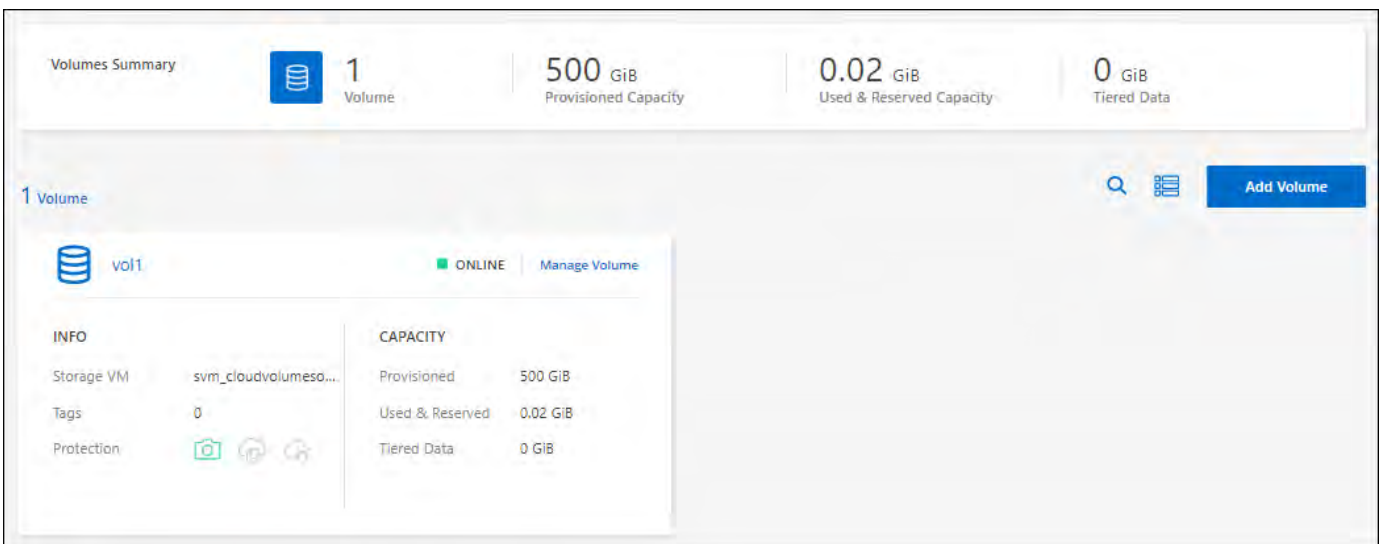 Volumes Summary
1
Volume
500 GiB
Provisioned Capacity
0.02 GiB
Used & Reserved Capacity
0 GiB
Tiered Data
1 Volume
Add Volume
vol1
ONLINE
Manage Volume
INFO
Storage VM svm_cloudvolumeso...
Tags 0
Protection
CAPACITY
Provisioned 500 GiB
Used & Reserved 0.02 GiB
Tiered Data 0 GiB